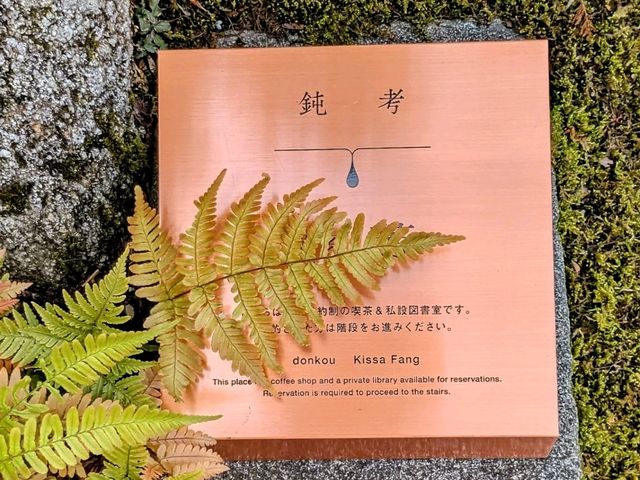 鈍 考
約制の喫茶&私設図書室です。
方は階段をお進みください。
donkou Kissa Fang
This place coffee shop and a private library available for reservations.
Reservation is required to proceed to the stairs.